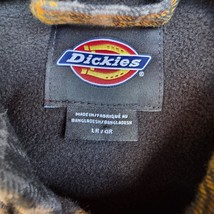 Dickies
MADE IN/FABRIQUÉ AU
BANGLADESH/BANGLADESH
LR / GR